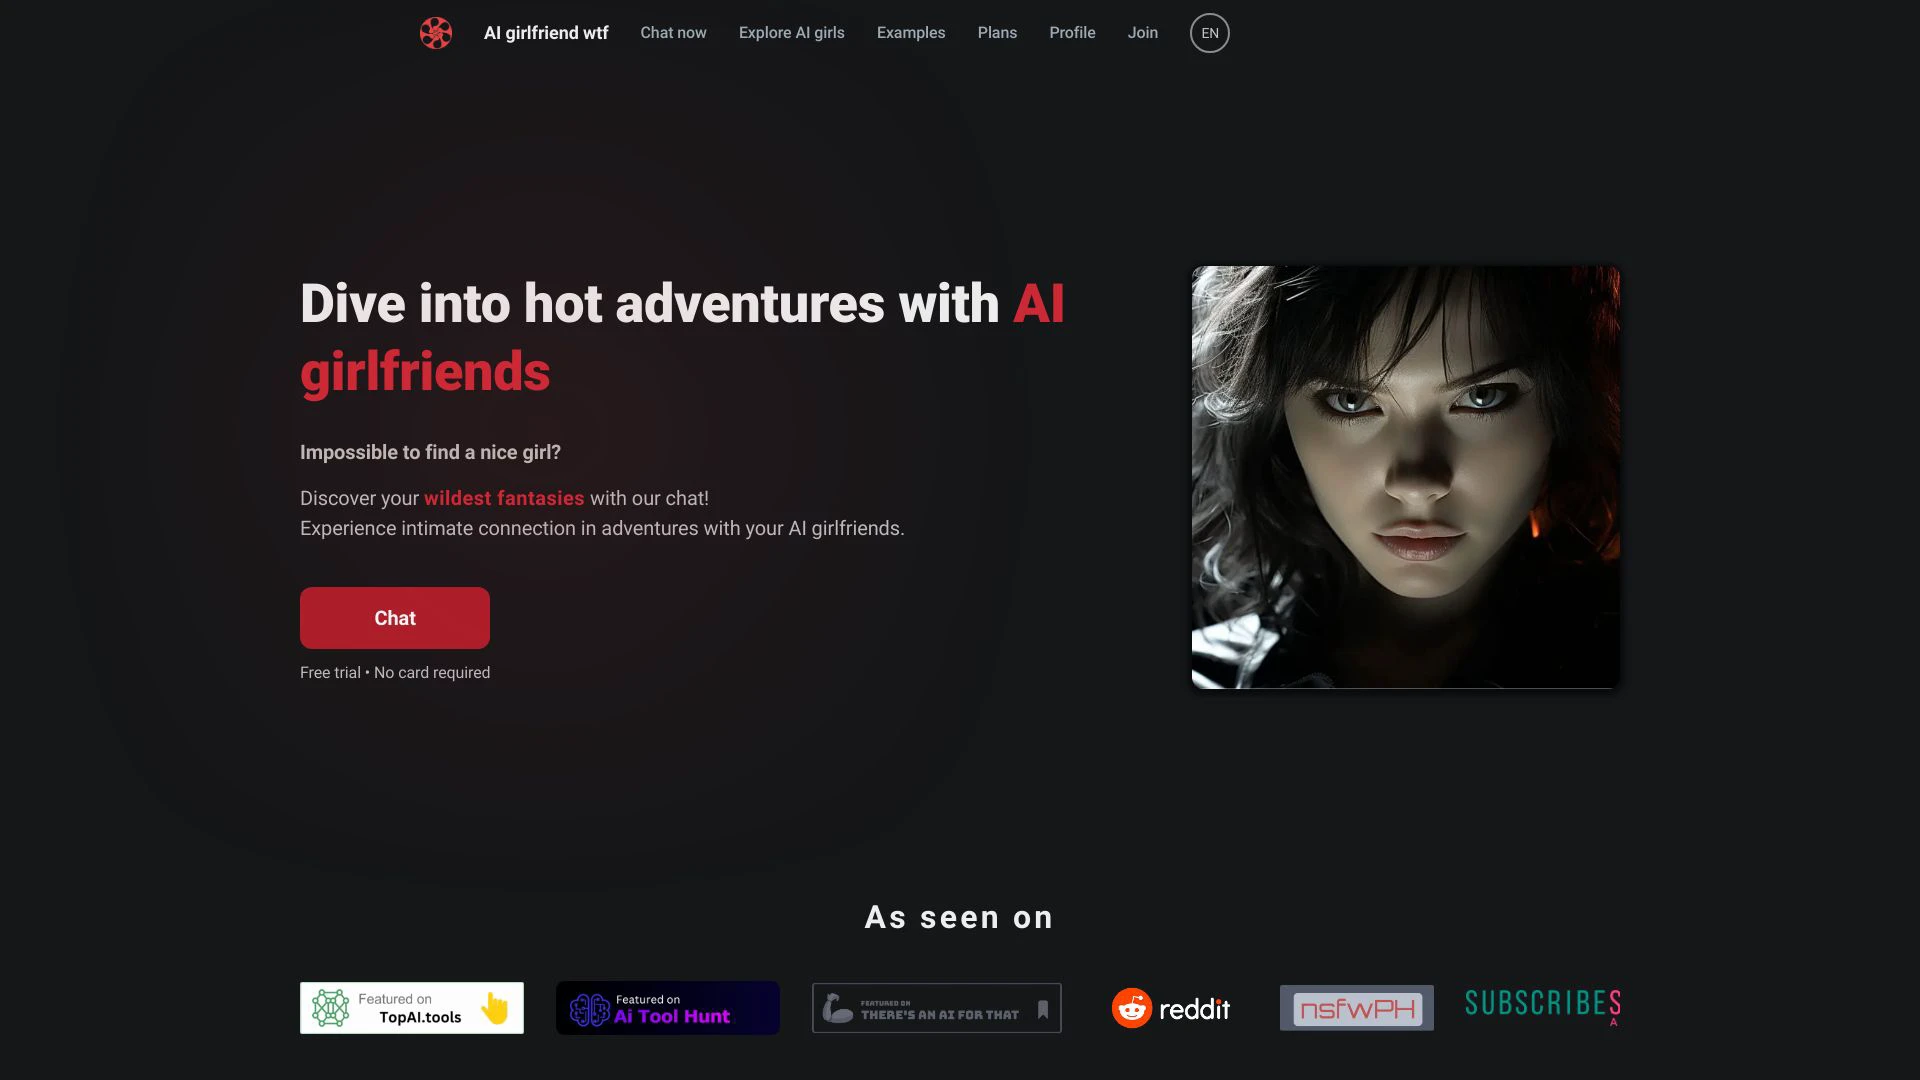 AI girlfriend wtf
Chat now
Explore AI girls
Examples
Plans
Profile
Join
EN
Dive into hot adventures with AI
girlfriends
Impossible to find a nice girl?
Discover your wildest fantasies with our chat!
Experience intimate connection in adventures with your AI girlfriends.
Chat
Free trial • No card required
As seen on
Featured on
TopAI.tools
Featured on
Ai Tool Hunt
FEATURED ON
THERE'S AN AI FOR THAT
reddit
nsfwPH
SUBSCRIBES
A